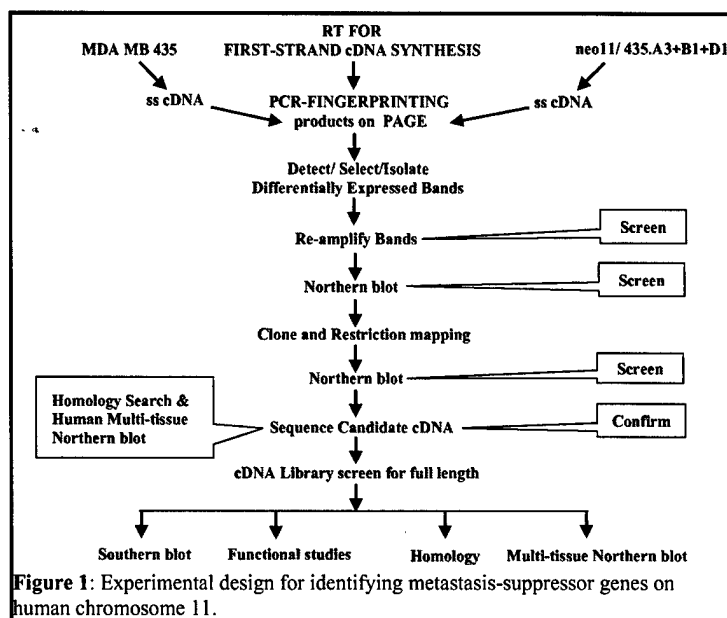 RT FOR
FIRST-STRAND cDNA SYNTHESIS
MDA MB 435
neo11/ 435.A3+B1+D1
ss cDNA
PCR-FINGERPRINTING
products on PAGE
ss cDNA
Detect/ Select/Isolate
Differentially Expressed Bands
Re-amplify Bands
Screen
Northern blot
Screen
Clone and Restriction mapping
Northern blot
Screen
Homology Search &
Human Multi-tissue
Northern blot
Sequence Candidate cDNA
Confirm
cDNA Library screen for full length
Southern blot
Functional studies
Homology
Multi-tissue Northern blot
Figure 1: Experimental design for identifying metastasis-suppressor genes on
human chromosome 11.